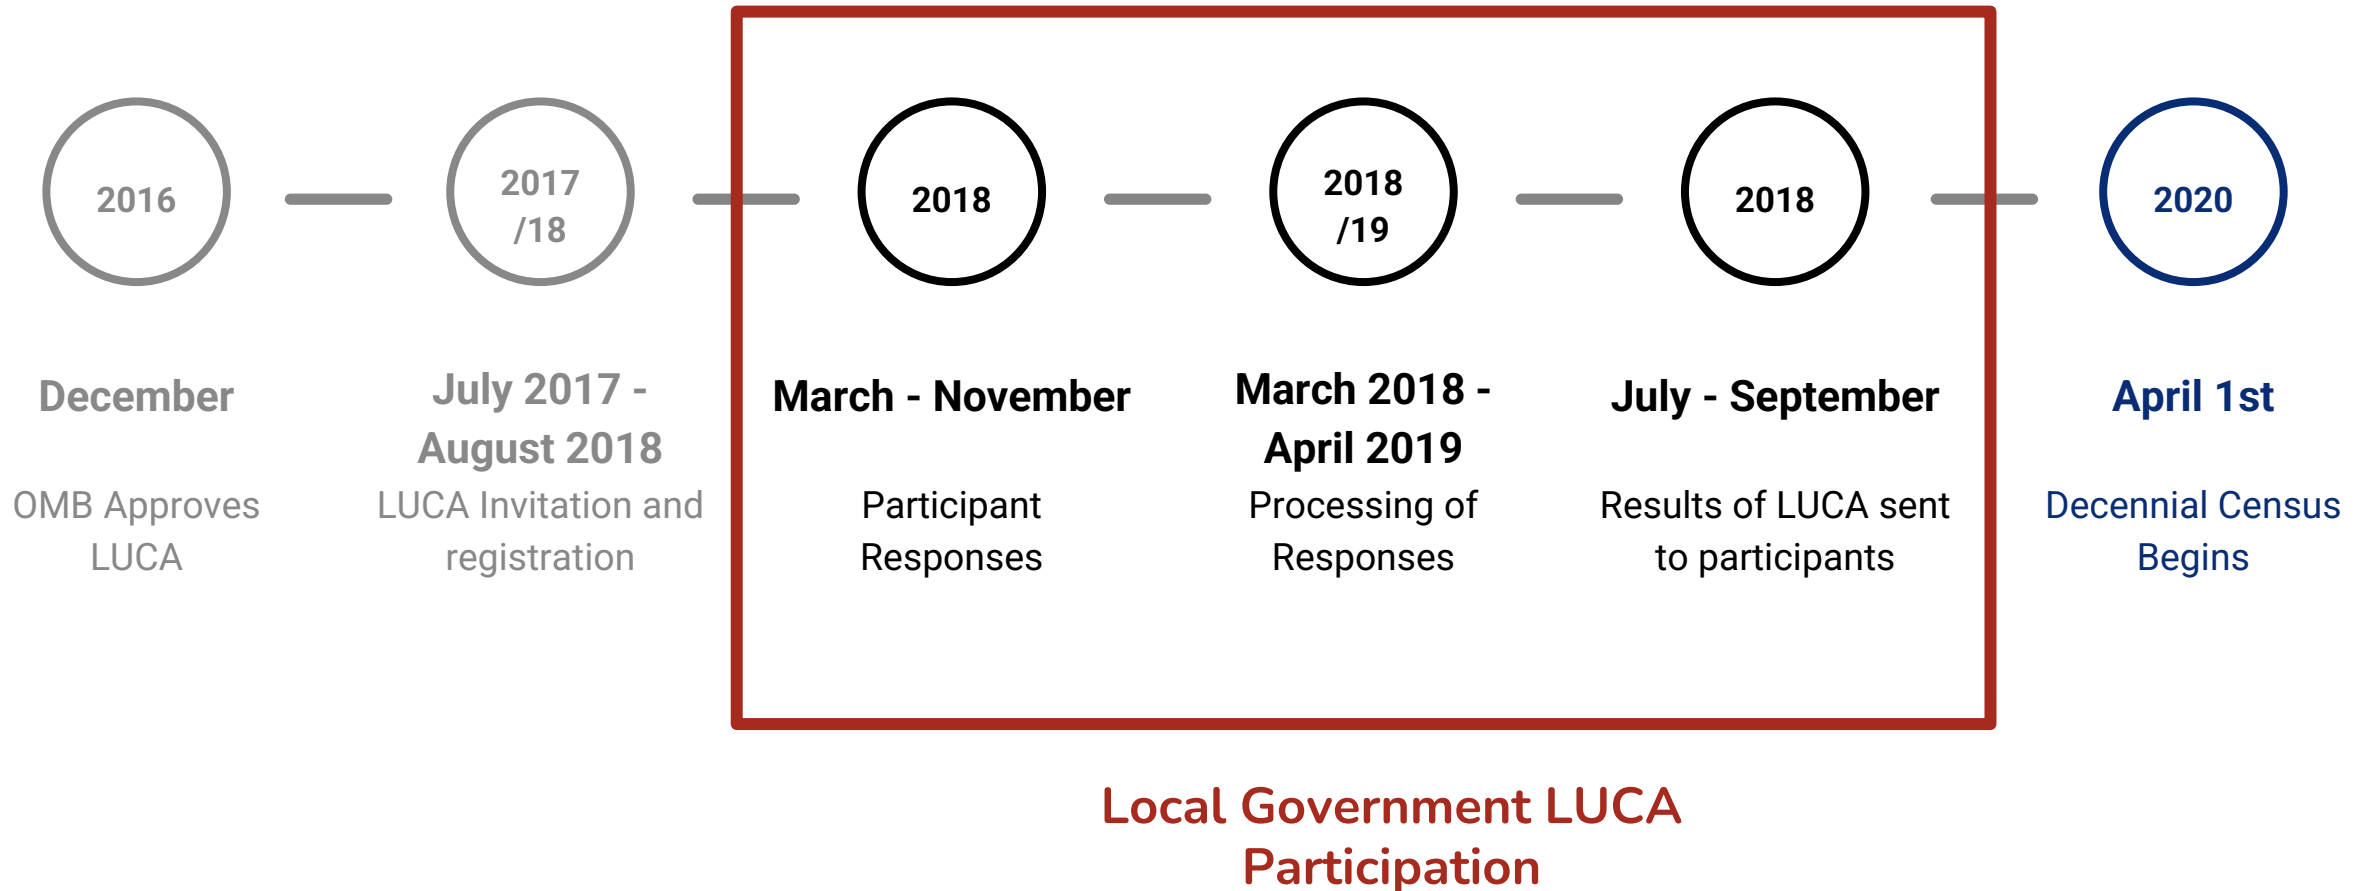 2016
December
OMB Approves
LUCA
2017
/18
July 2017 -
August 2018
LUCA Invitation and
registration
2018
March - November
Participant
Responses
2018
/19
March 2018 -
April 2019
Processing of
Responses
2018
July - September
Results of LUCA sent
to participants
2020
April 1st
Decennial Census
Begins
Local Government LUCA
Participation